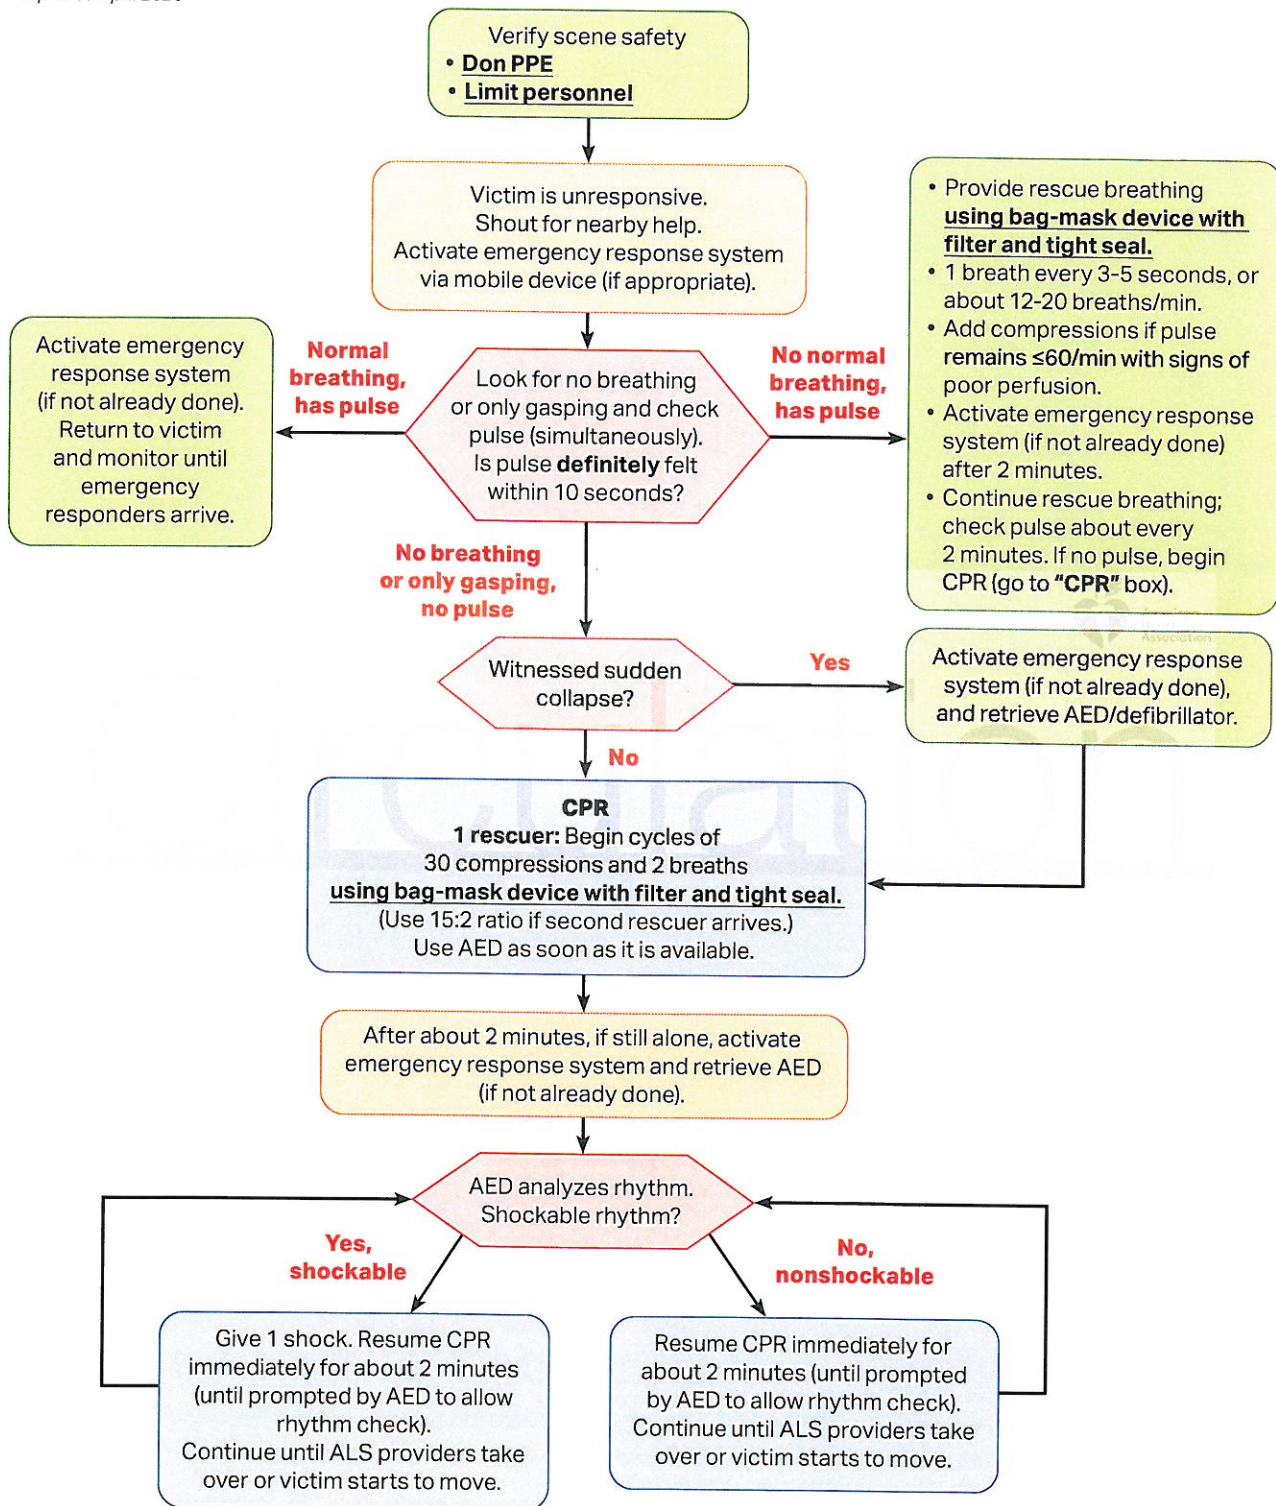 Verify scene safety
• Don PPE
• Limit personnel
Victim is unresponsive.
Shout for nearby help.
Activate emergency response system
via mobile device (if appropriate).
• Provide rescue breathing
using bag-mask device with
filter and tight seal.
• 1 breath every 3-5 seconds, or
about 12-20 breaths/min.
• Add compressions if pulse
remains ≤60/min with signs of
poor perfusion.
• Activate emergency response
system (if not already done)
after 2 minutes.
• Continue rescue breathing;
check pulse about every
2 minutes. If no pulse, begin
CPR (go to "CPR" box).
Activate emergency
response system
(if not already done).
Return to victim
and monitor until
emergency
responders arrive.
Normal
breathing,
has pulse
Look for no breathing
or only gasping and check
pulse (simultaneously).
Is pulse definitely felt
within 10 seconds?
No normal
breathing,
has pulse
No breathing
or only gasping,
no pulse
American
Heart
Association
Witnessed sudden
collapse?
Yes
Activate emergency response
system (if not already done),
and retrieve AED/defibrillator.
No
Circulation
CPR
1 rescuer: Begin cycles of
30 compressions and 2 breaths
using bag-mask device with filter and tight seal.
(Use 15:2 ratio if second rescuer arrives.)
Use AED as soon as it is available.
After about 2 minutes, if still alone, activate
emergency response system and retrieve AED
(if not already done).
AED analyzes rhythm.
Shockable rhythm?
Yes,
shockable
No,
nonshockable
Give 1 shock. Resume CPR
immediately for about 2 minutes
(until prompted by AED to allow
rhythm check).
Continue until ALS providers take
over or victim starts to move.
Resume CPR immediately for
about 2 minutes (until prompted
by AED to allow rhythm check).
Continue until ALS providers take
over or victim starts to move.